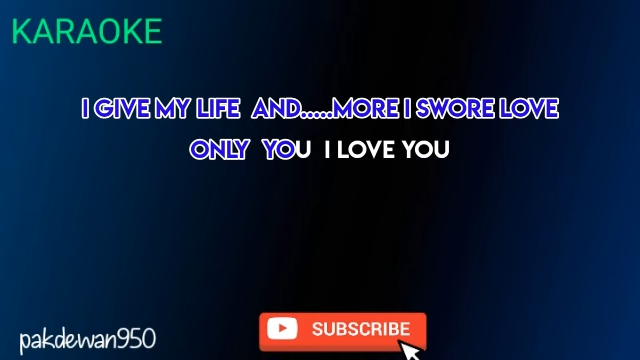 KARAOKE
I GIVE MY LIFE AND.....MORE I SWORE LOVE
ONLY YOU I LOVE YOU
SUBSCRIBE
pakdewan950